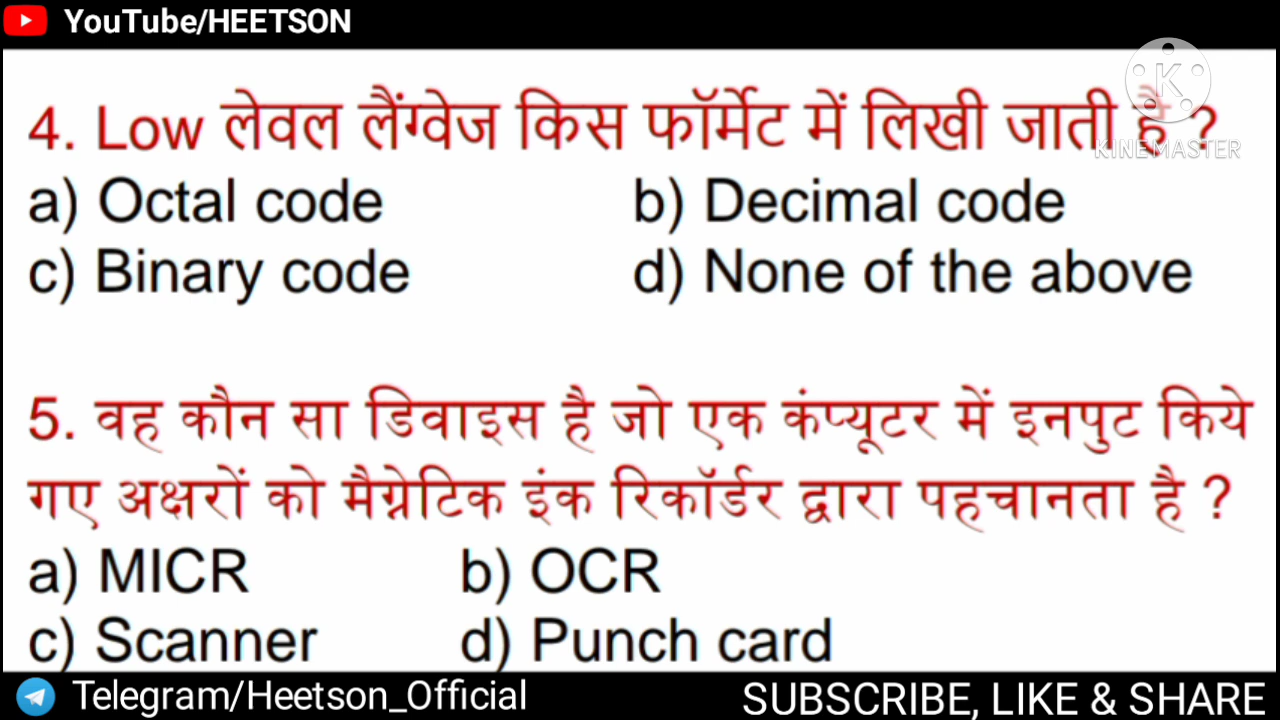 YouTube/HEETSON
K
KINEMASTER
4. Low लेवल लैंग्वेज किस फॉर्मेट में लिखी जाती है ?
a) Octal code b) Decimal code
c) Binary code d) None of the above
5. वह कौन सा डिवाइस है जो एक कंप्यूटर में इनपुट किये
गए अक्षरों को मैग्नेटिक इंक रिकॉर्डर द्वारा पहचानता है ?
a) MICR b) OCR
c) Scanner d) Punch card
Telegram/Heetson_Official SUBSCRIBE, LIKE & SHARE